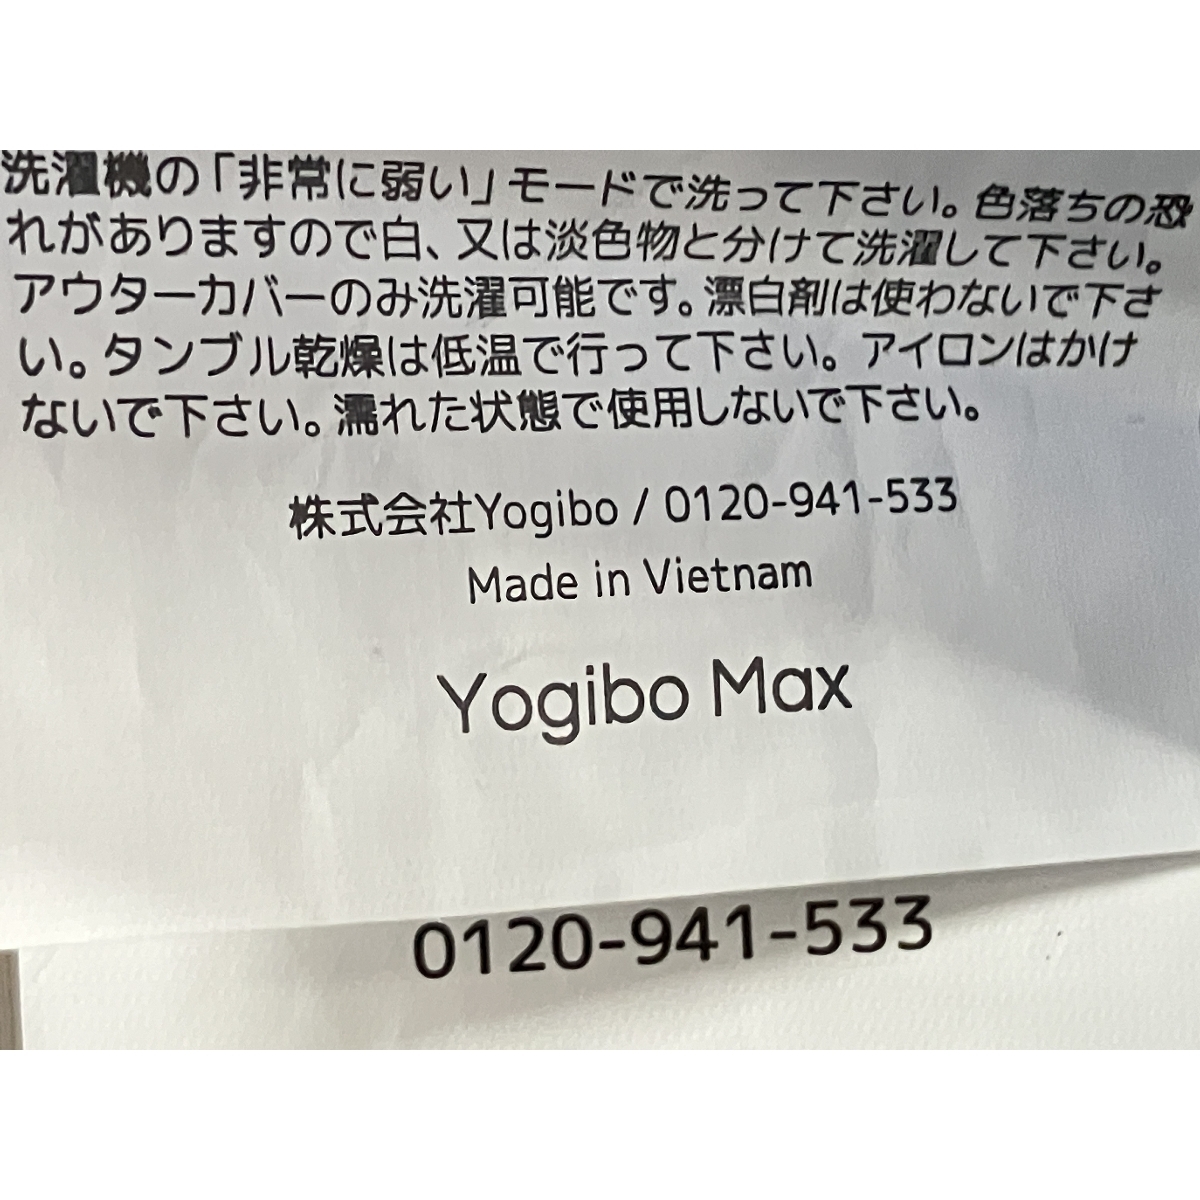 洗濯機の「非常に弱い」モードで洗って下さい。色落ちの恐
れがありますので白、又は淡色物と分けて洗濯して下さい。
アウターカバーのみ洗濯可能です。漂白剤は使わないで下さ
い。タンブル乾燥は低温で行って下さい。アイロンはかけ
ないで下さい。濡れた状態で使用しないで下さい。
株式会社Yogibo / 0120-941-533
Made in Vietnam
Yogibo Max
0120-941-533